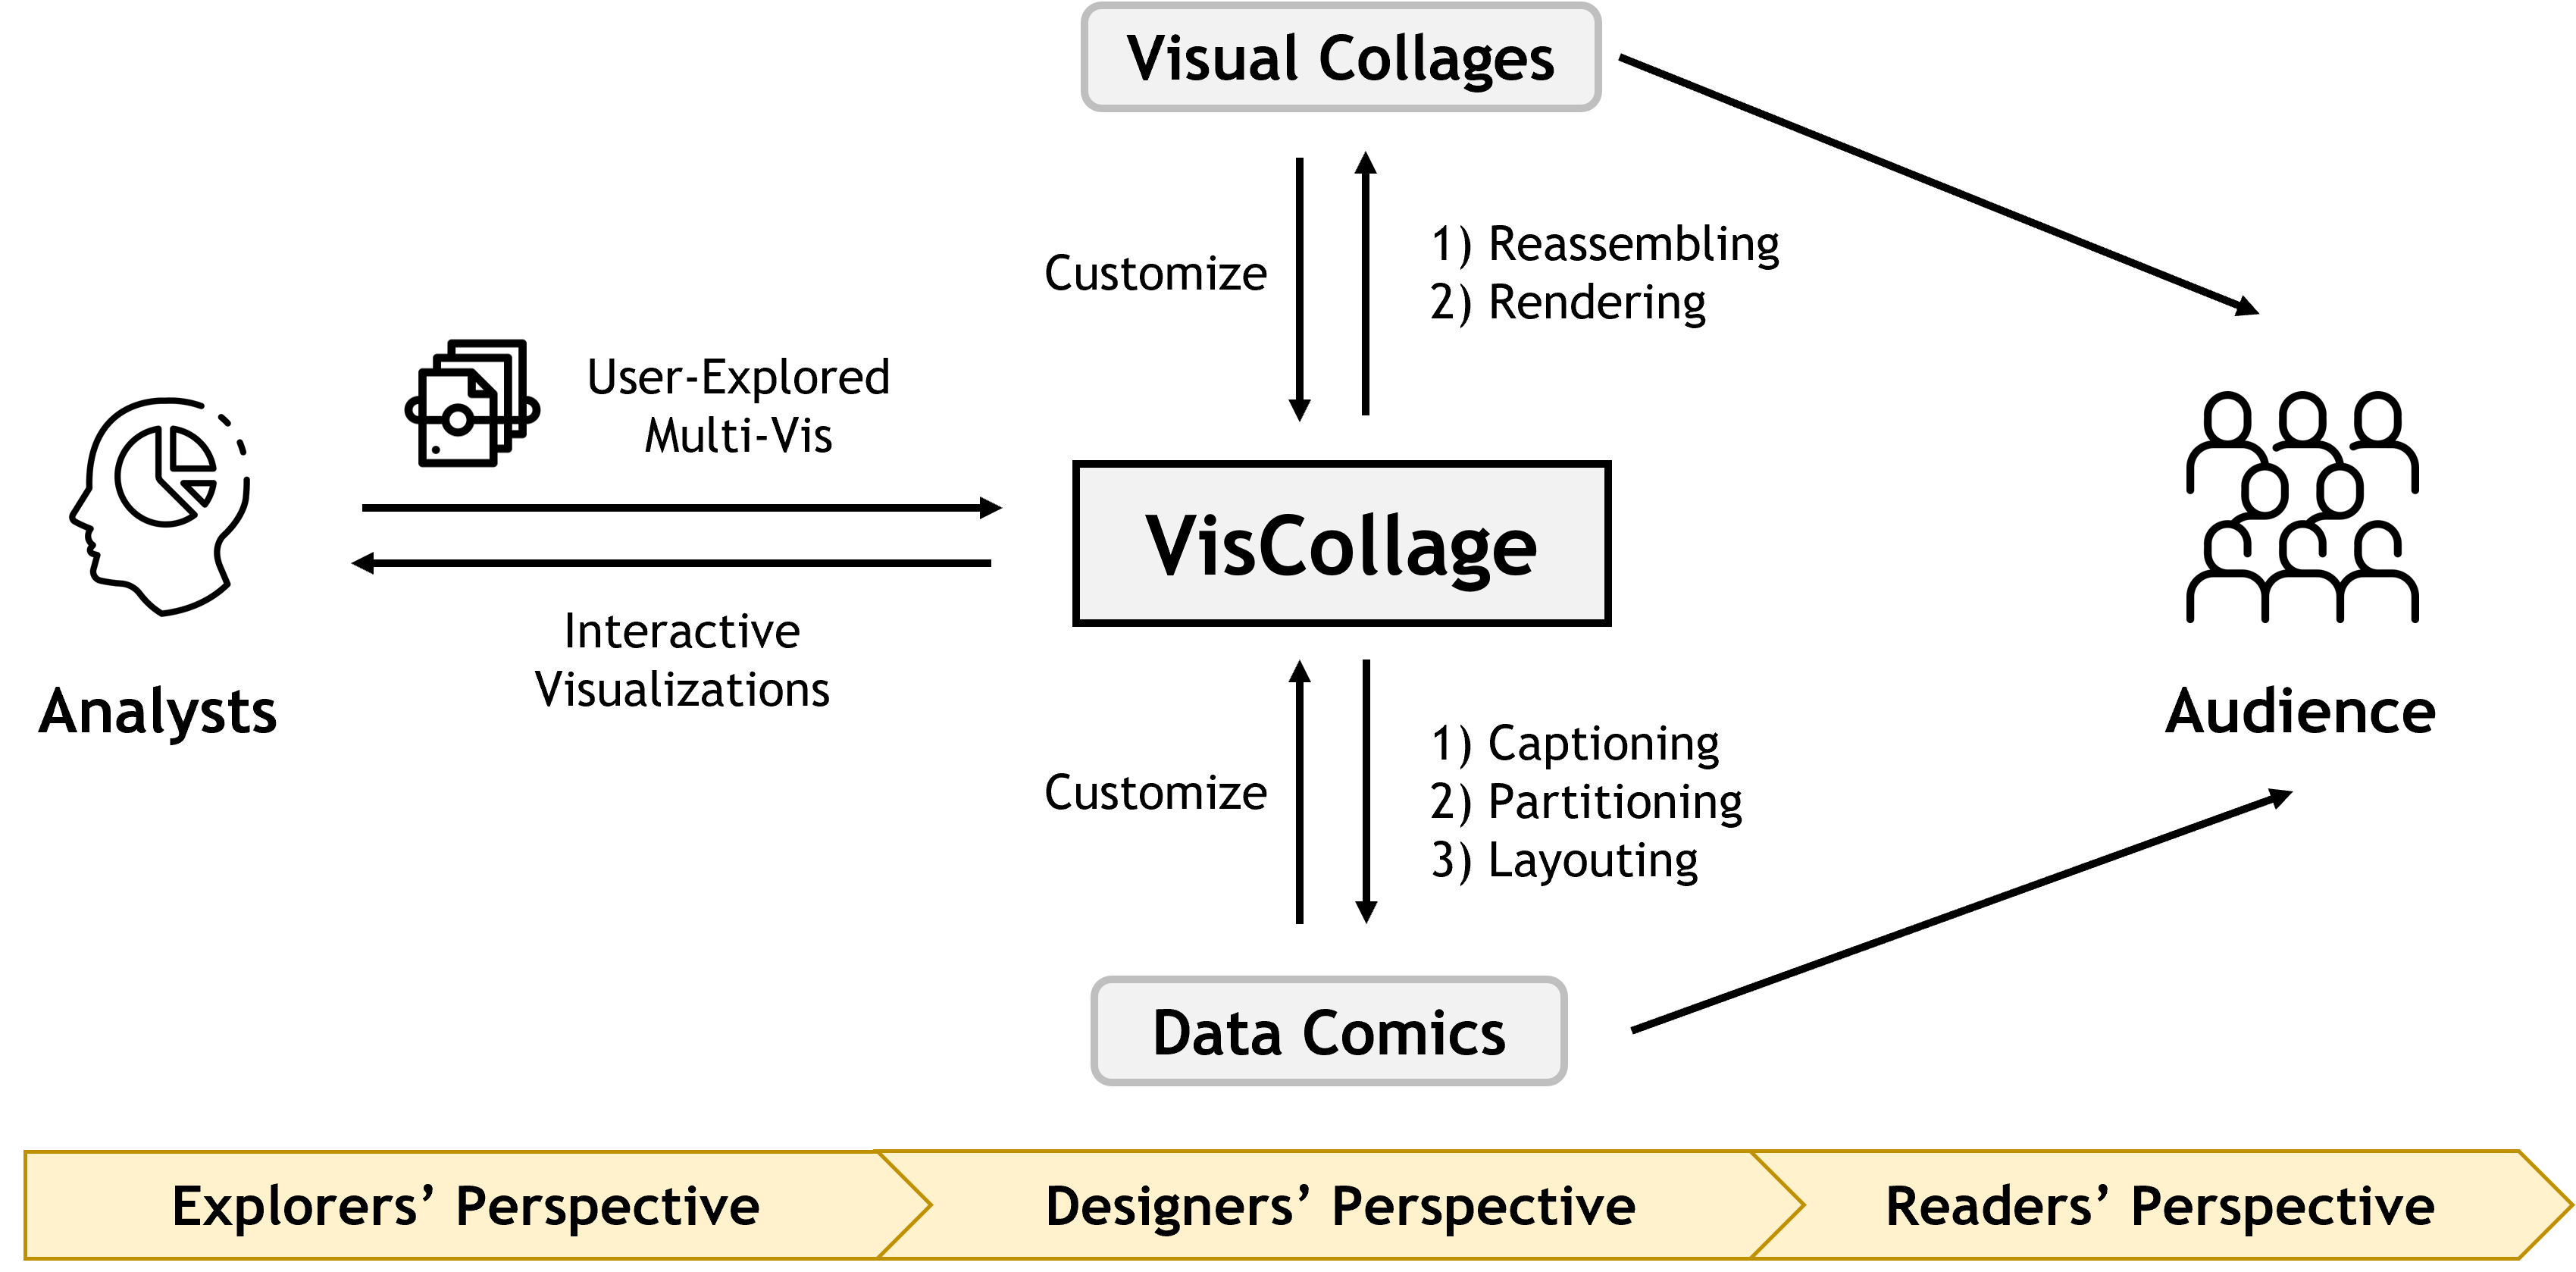 Visual Collages
Customize
1) Reassembling
2) Rendering
User-Explored
Multi-Vis
VisCollage
Interactive
Visualizations
Analysts
Audience
Customize
1) Captioning
2) Partitioning
3) Layouting
Data Comics
Explorers’ Perspective
Designers’ Perspective
Readers’ Perspective